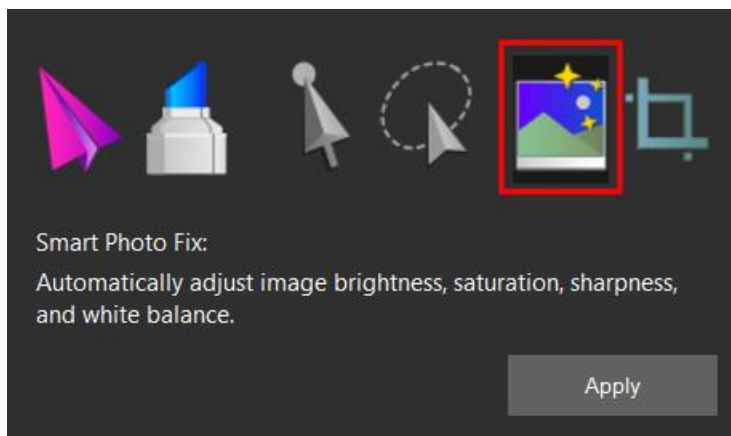 Smart Photo Fix:
Automatically adjust image brightness, saturation, sharpness,
and white balance.
Apply